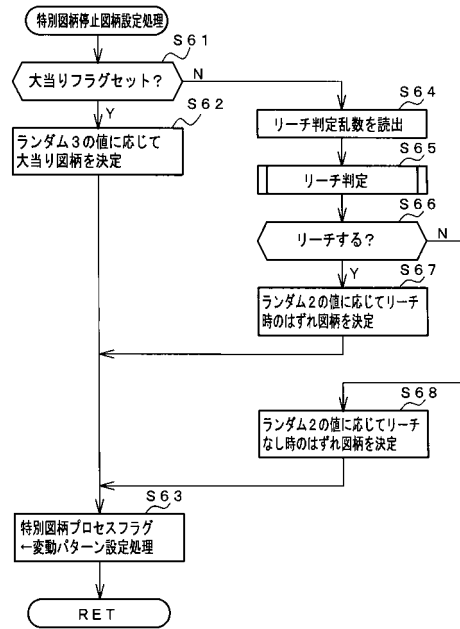 特別図柄停止図柄設定処理
S61
大当りフラグセット?
N
Y
S62
ランダム3の値に応じて
大当り図柄を決定
S64
リーチ判定乱数を読出
S65
リーチ判定
S66
リーチする?
N
Y
S67
ランダム2の値に応じてリーチ
時のはずれ図柄を決定
S68
ランダム2の値に応じてリーチ
なし時のはずれ図柄を決定
S63
特別図柄プロセスフラグ
←変動パターン設定処理
RET